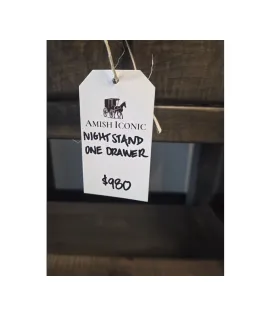 AMISH ICONIC
NIGHT STAND
ONE DRAWER
$980